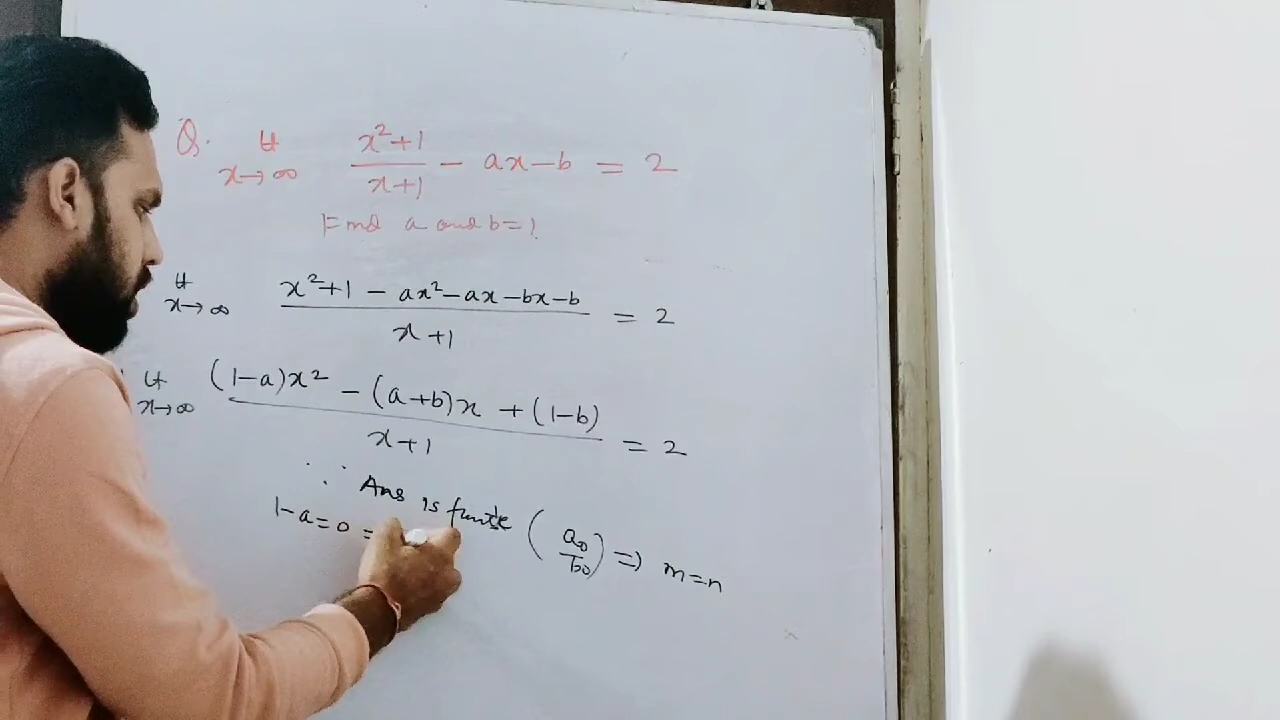 Q. Lt x→∞ x²+1/x+1 - ax-b = 2
Find a and b=?
Lt x→∞ x²+1-ax²-ax-bx-b/x+1 = 2
Lt x→∞ (1-a)x²-(a+b)x+(1-b)/x+1 = 2
∵ Ans is finite (a₀/b₀) ⇒ m=n
1-a=0 =